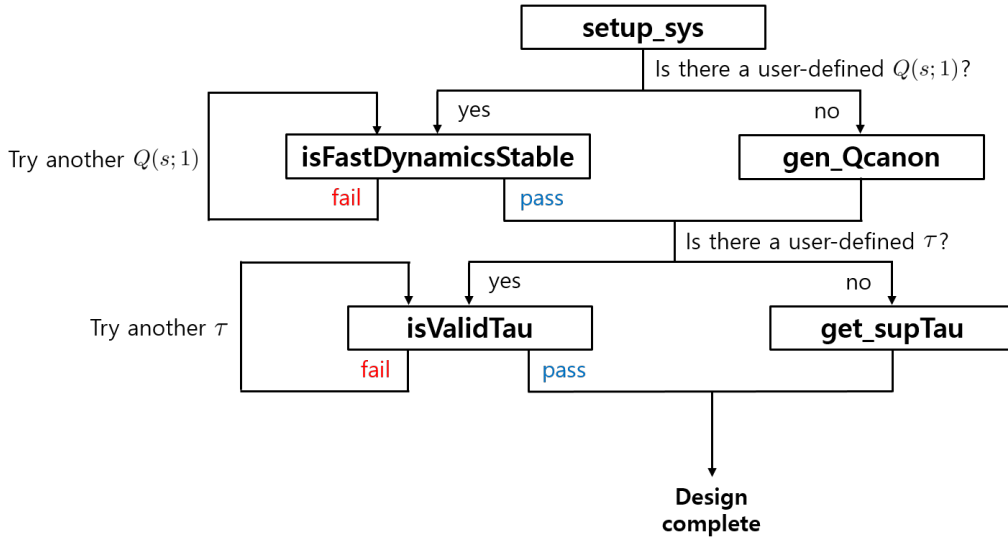 setup_sys
Is there a user-defined Q(s; 1)?
yes
no
Try another Q(s; 1)
isFastDynamicsStable
gen_Qcanon
fail
pass
Is there a user-defined τ?
yes
no
Try another τ
isValidTau
get_supTau
fail
pass
Design
complete